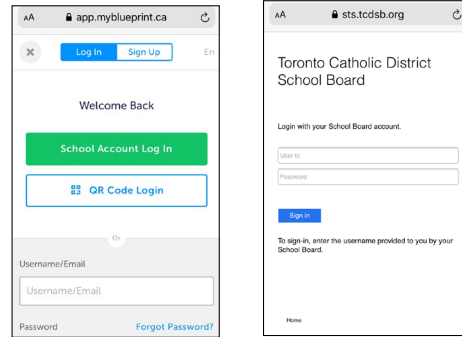 AA app.myblueprint.ca
Log In Sign Up En
Welcome Back
School Account Log In
QR Code Login
Or
Username/Email
Username/Email
Password Forgot Password?
AA sts.tcdsb.org
Toronto Catholic District
School Board
Login with your School Board account.
User ID
Password
Sign in
To sign-in, enter the username provided to you by your
School Board.
Home